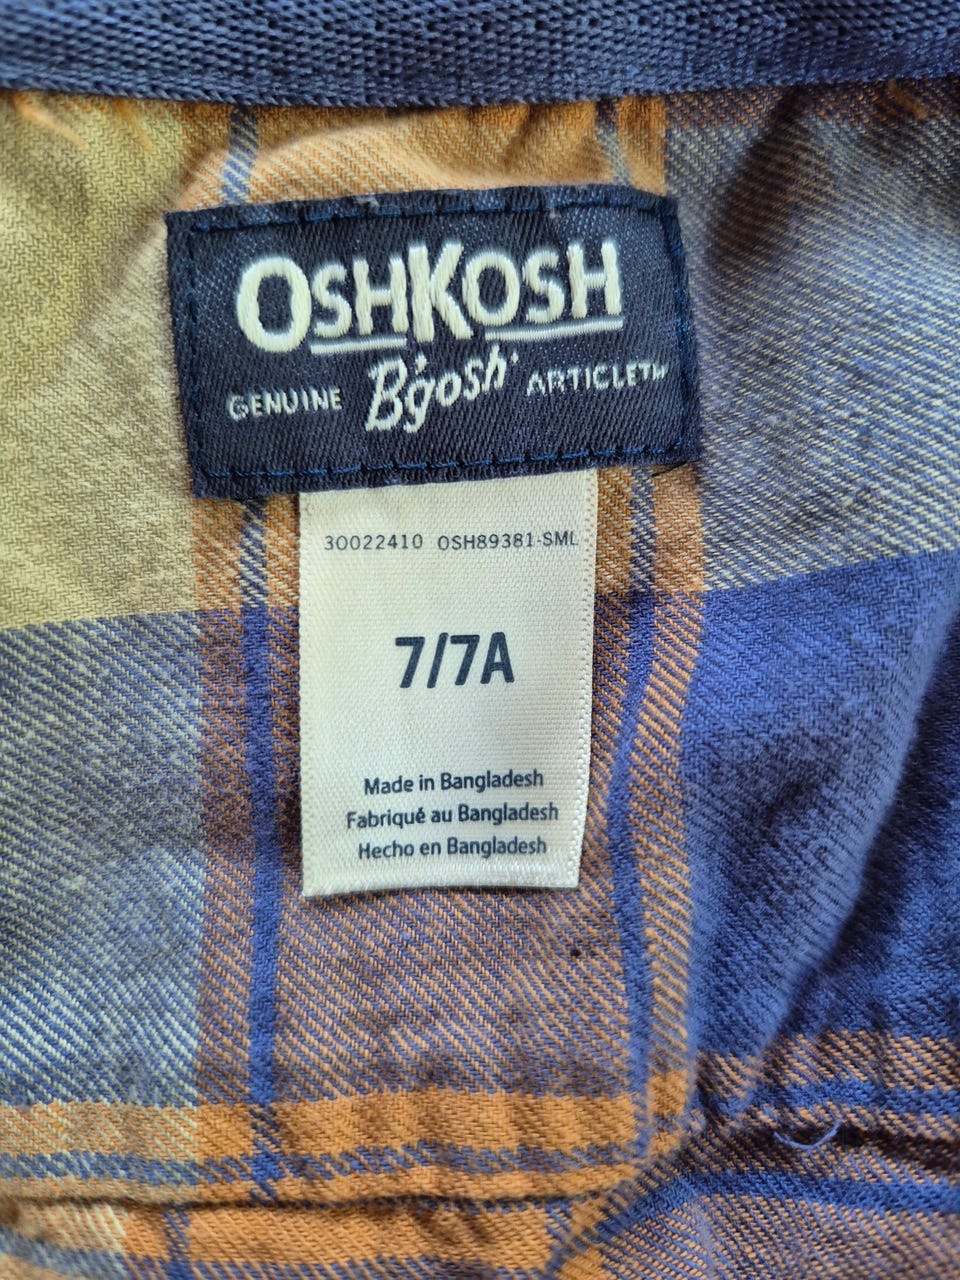 OSHKOSH
GENUINE B'gosh ARTICLE™
30022410 OSH89381-SML
7/7A
Made in Bangladesh
Fabriqué au Bangladesh
Hecho en Bangladesh